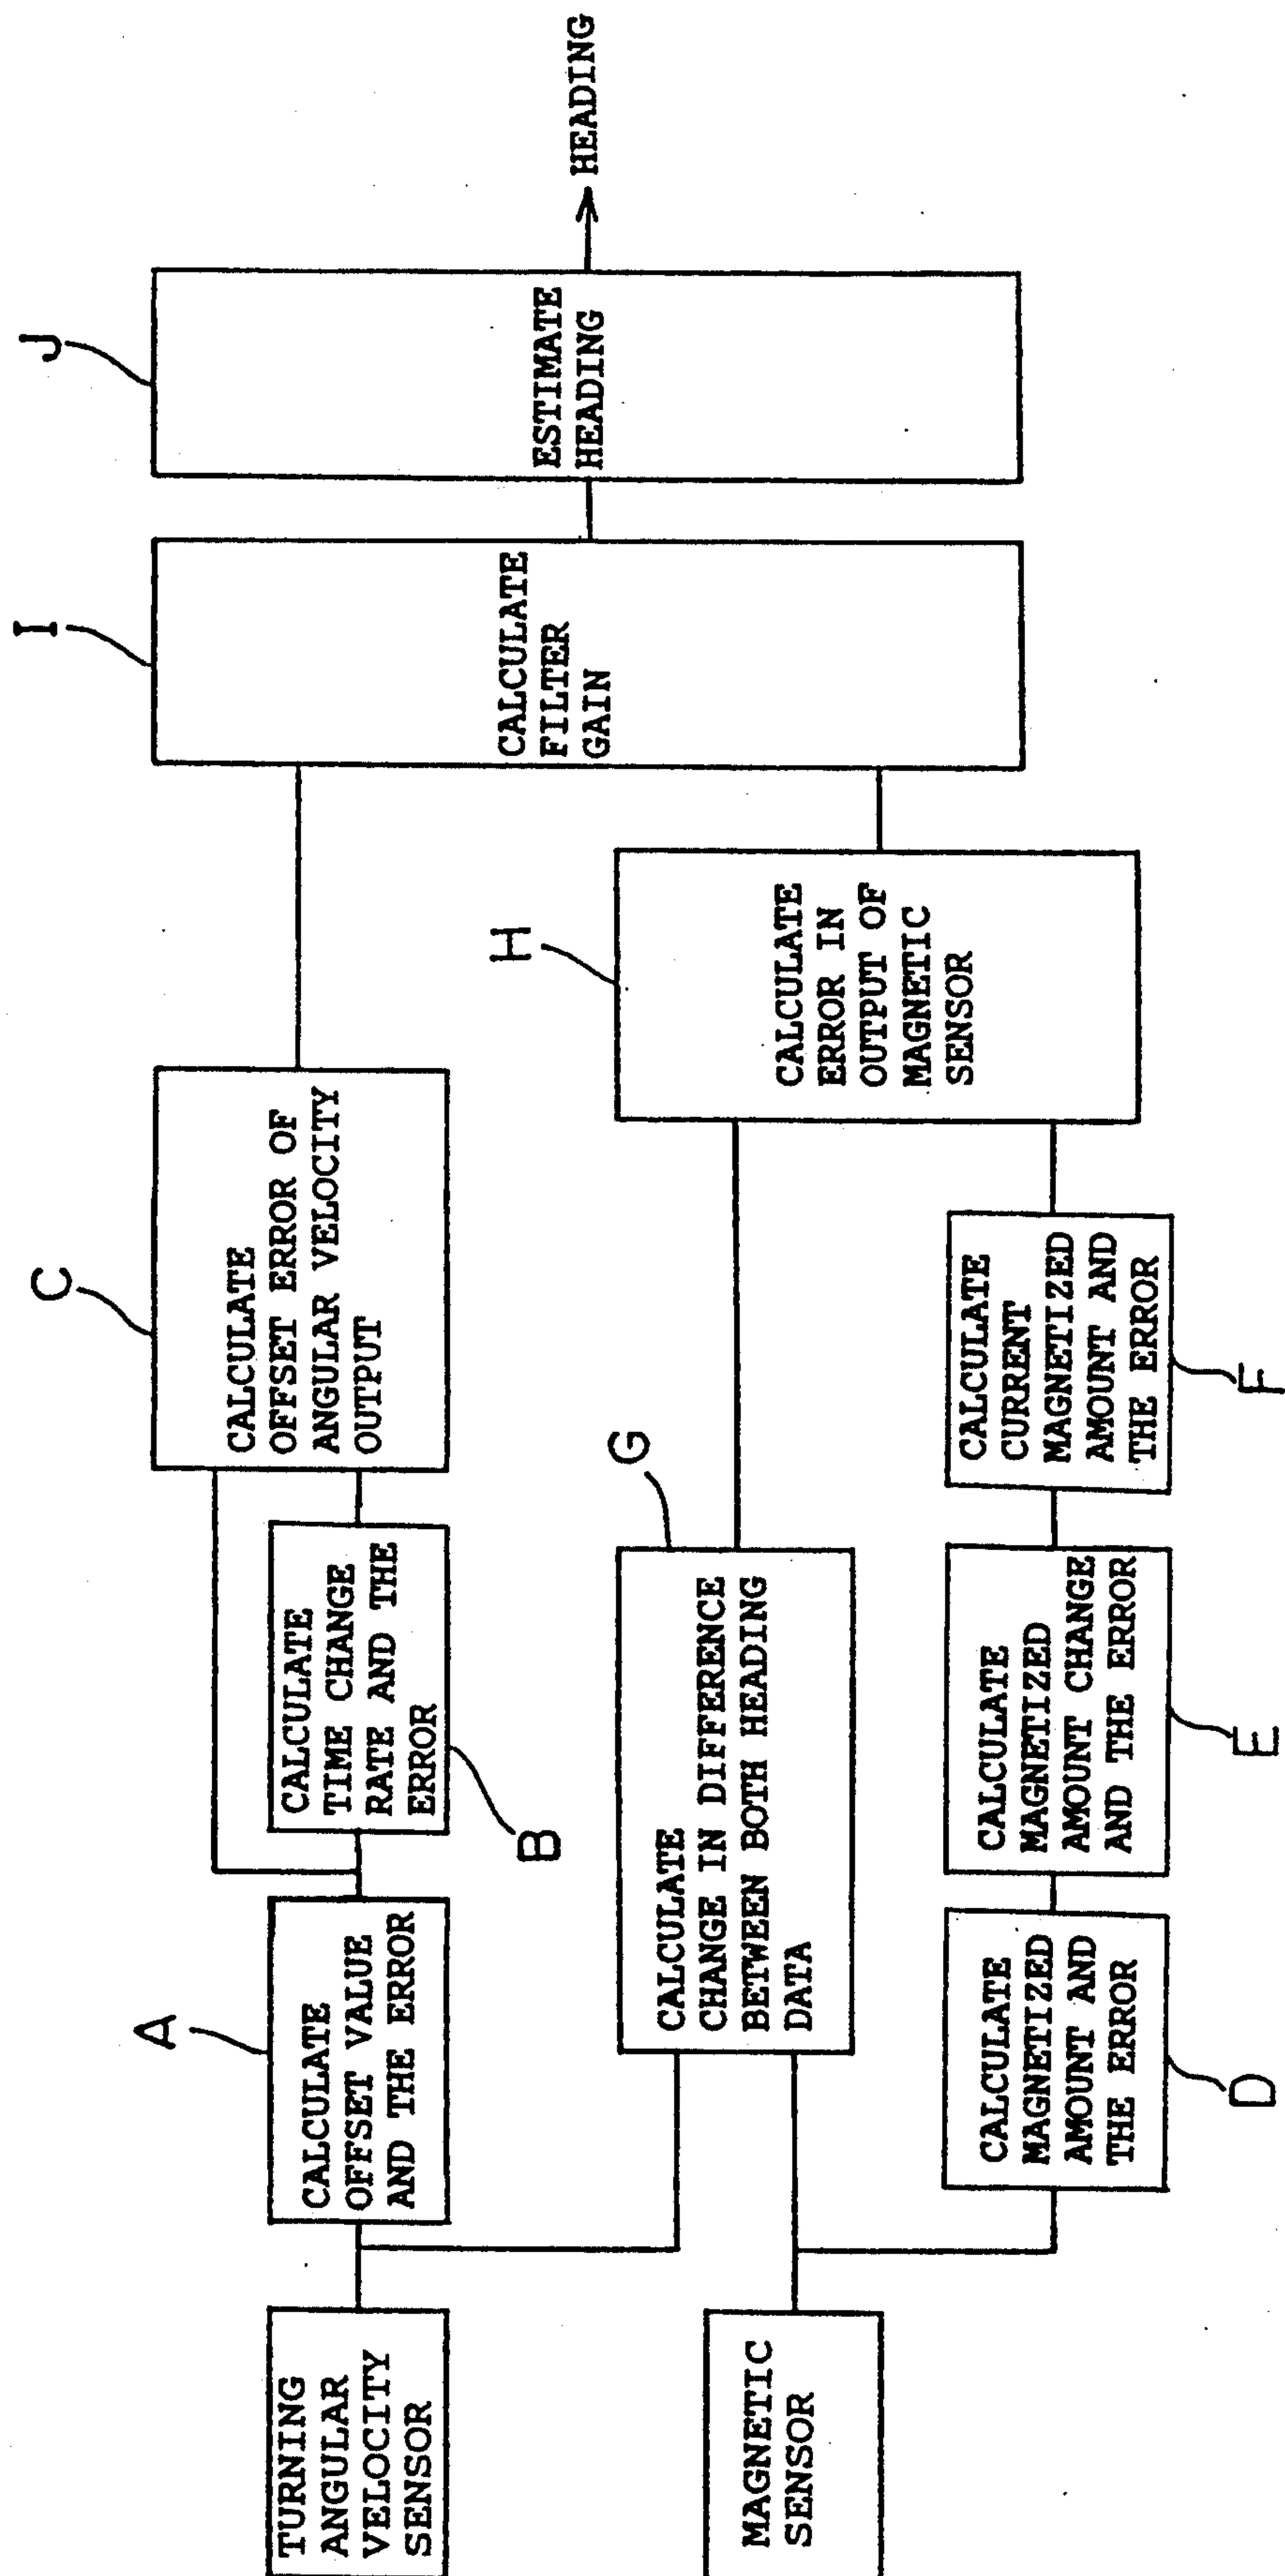 TURNING
ANGULAR
VELOCITY
SENSOR
A
CALCULATE
OFFSET VALUE
AND THE ERROR
B
CALCULATE
TIME CHANGE
RATE AND THE
ERROR
C
CALCULATE
OFFSET ERROR OF
ANGULAR VELOCITY
OUTPUT
MAGNETIC
SENSOR
G
CALCULATE
CHANGE IN DIFFERENCE
BETWEEN BOTH HEADING
DATA
D
CALCULATE
MAGNETIZED
AMOUNT AND
THE ERROR
E
CALCULATE
MAGNETIZED
AMOUNT CHANGE
AND THE ERROR
F
CALCULATE
CURRENT
MAGNETIZED
AMOUNT AND
THE ERROR
H
CALCULATE
ERROR IN
OUTPUT OF
MAGNETIC
SENSOR
I
CALCULATE
FILTER
GAIN
J
ESTIMATE
HEADING
HEADING